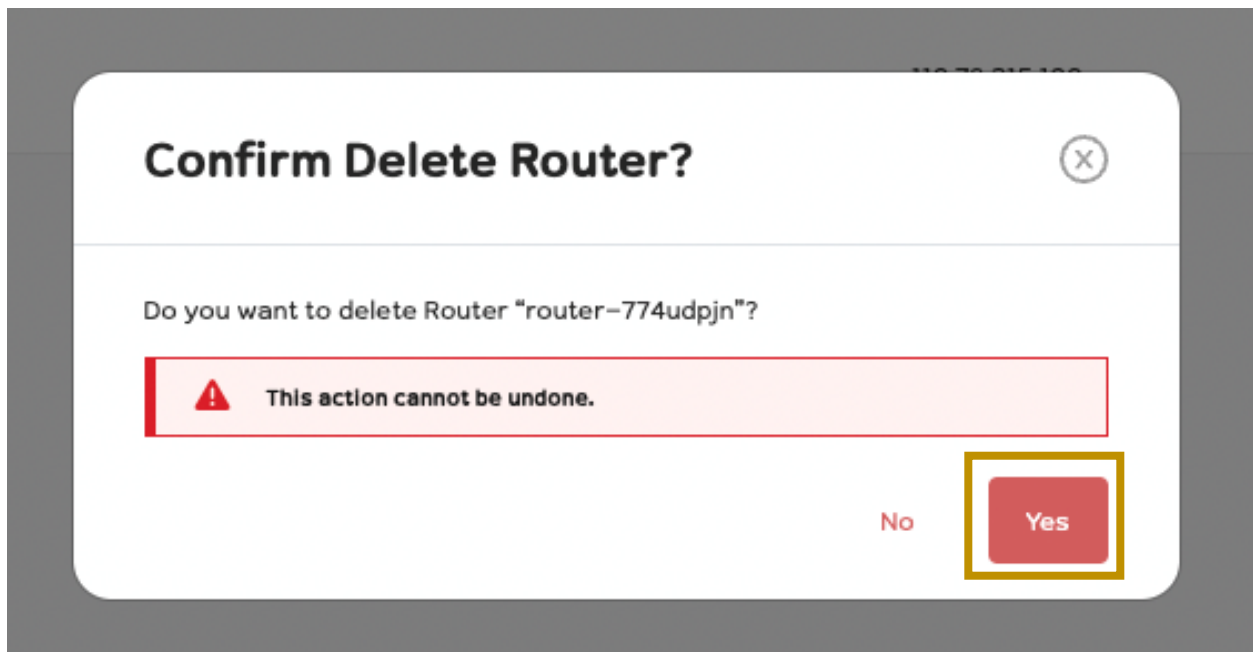 Confirm Delete Router?
Do you want to delete Router “router-774udpjn”?
This action cannot be undone.
No
Yes